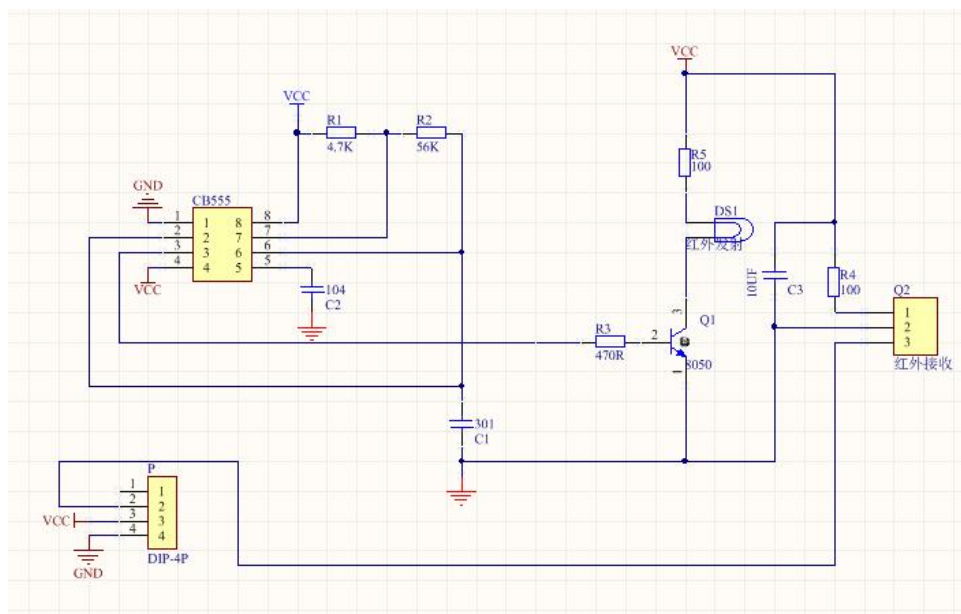 VCC
VCC
R1
R2
4.7K
56K
R5
100
GND
CB555
DS1
红外发射
1 1 8 8
2 2 7 7
3 3 6 6
4 4 5 5
VCC
104
C2
10UF
C3
R4
100
Q2
1
2
3
红外接收
R3
470R
2
3
Q1
8050
1
301
C1
P
1 1
2 2
VCC 3 3
4 4
GND
DIP-4P